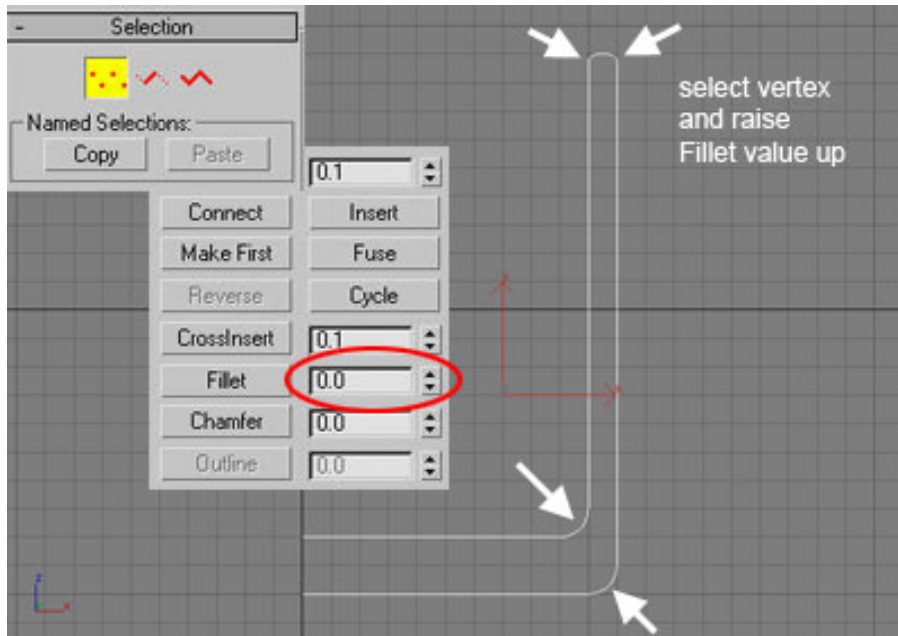 - Selection
Named Selections:
Copy Paste
0.1
Connect Insert
Make First Fuse
Reverse Cycle
CrossInsert 0.1
Fillet 0.0
Chamfer 0.0
Outline 0.0
select vertex
and raise
Fillet value up
z
x